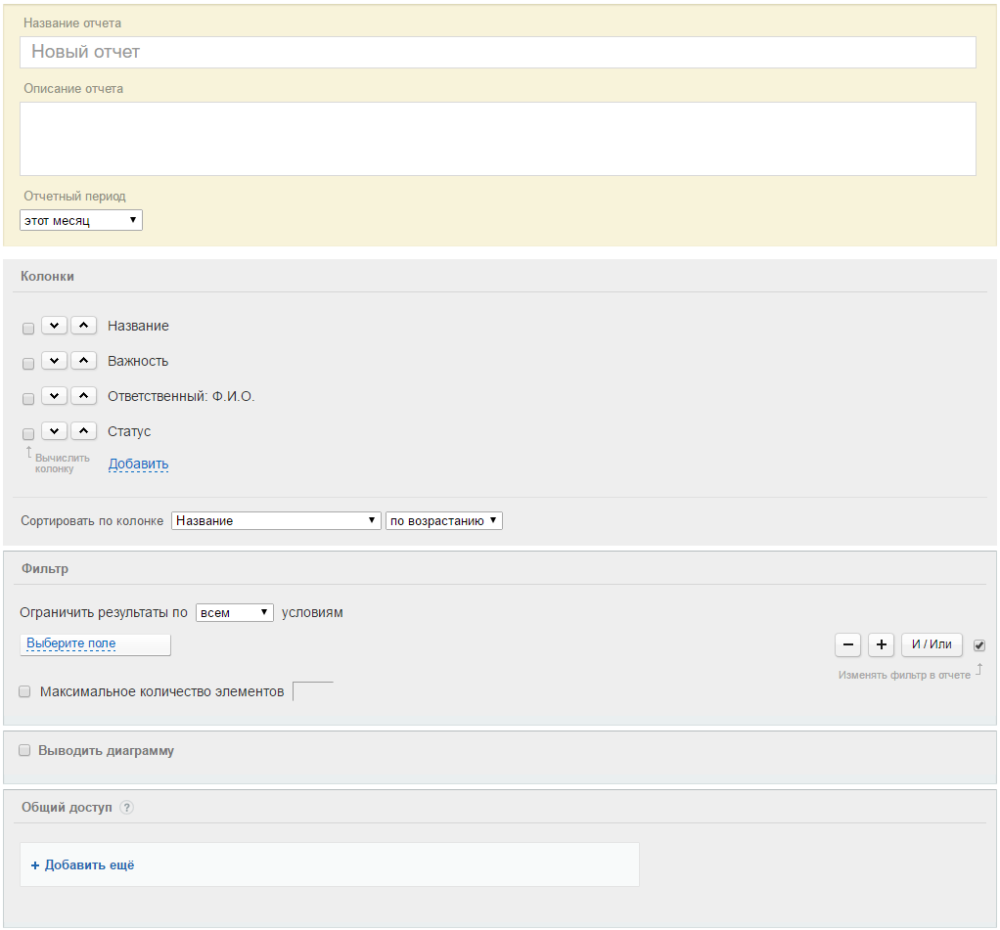 Название отчета
Новый отчет
Описание отчета
Отчетный период
этот месяц
Колонки
Название
Важность
Ответственный: Ф.И.О.
Статус
Вычислить
колонку
Добавить
Сортировать по колонке Название по возрастанию
Фильтр
Ограничить результаты по всем условиям
Выберите поле И / Или
Изменять фильтр в отчете
Максимальное количество элементов
Выводить диаграмму
Общий доступ ?
+ Добавить ещё